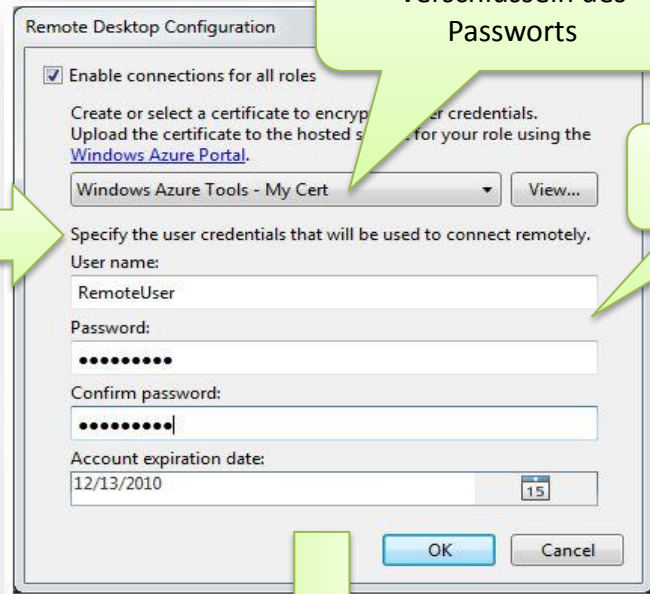 Verschlüsseln des
Passworts
Remote Desktop Configuration
Enable connections for all roles
Create or select a certificate to encryp er credentials.
Upload the certificate to the hosted s for your role using the
Windows Azure Portal.
Windows Azure Tools - My Cert
View...
Specify the user credentials that will be used to connect remotely.
User name:
RemoteUser
Password:
•••••••••
Confirm password:
•••••••••
Account expiration date:
12/13/2010
15
OK
Cancel